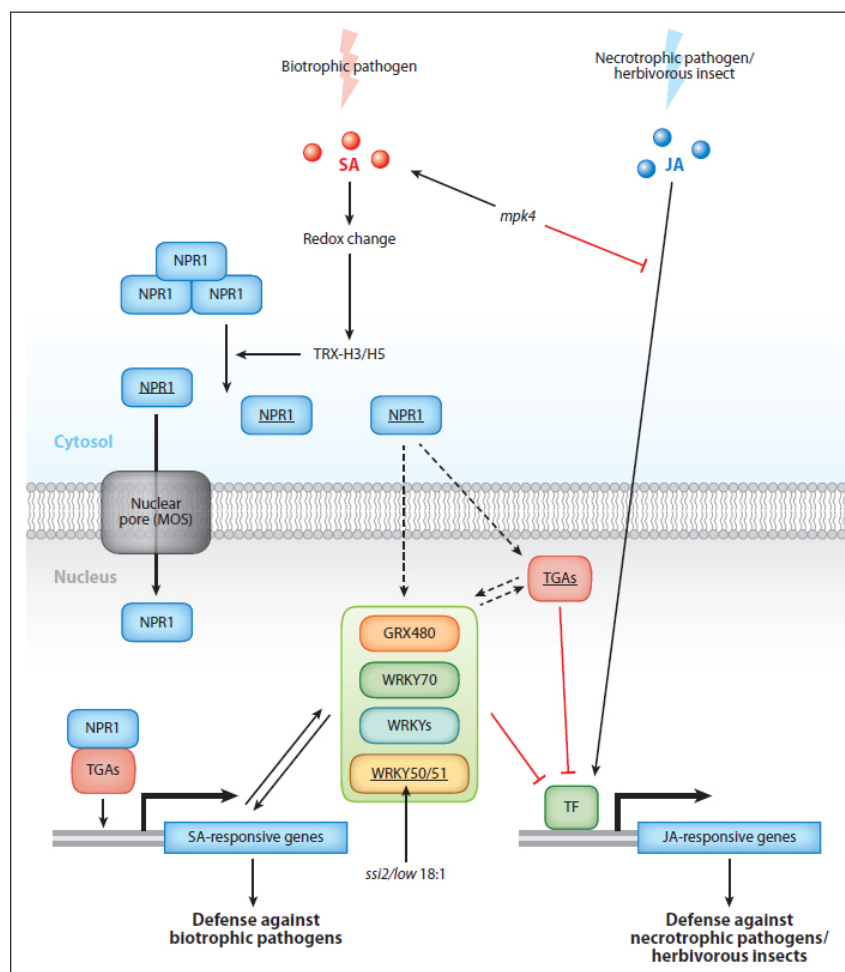 Biotrophic pathogen
Necrotrophic pathogen/
herbivorous insect
SA
JA
mpk4
Redox change
NPR1
NPR1
NPR1
TRX-H3/H5
NPR1
NPR1
NPR1
Cytosol
Nuclear
pore (MOS)
Nucleus
TGAs
NPR1
GRX480
WRKY70
NPR1
WRKYs
TGAs
WRKY50/51
TF
SA-responsive genes
JA-responsive genes
ssi2/low 18:1
Defense against
biotrophic pathogens
Defense against
necrotrophic pathogens/
herbivorous insects